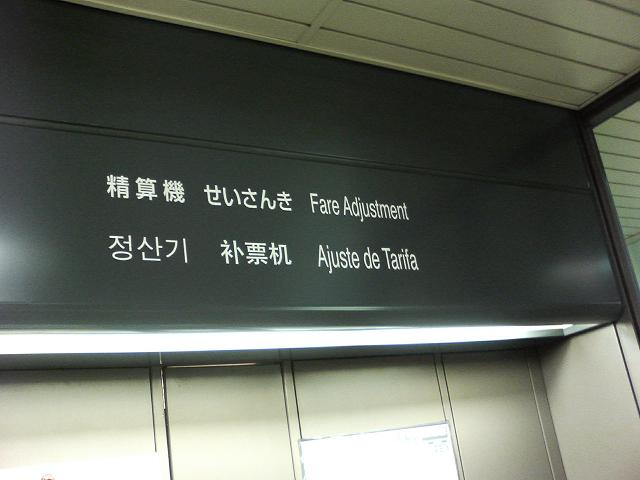 精算機 せいさんき Fare Adjustment
정산기 补票机 Ajuste de Tarifa